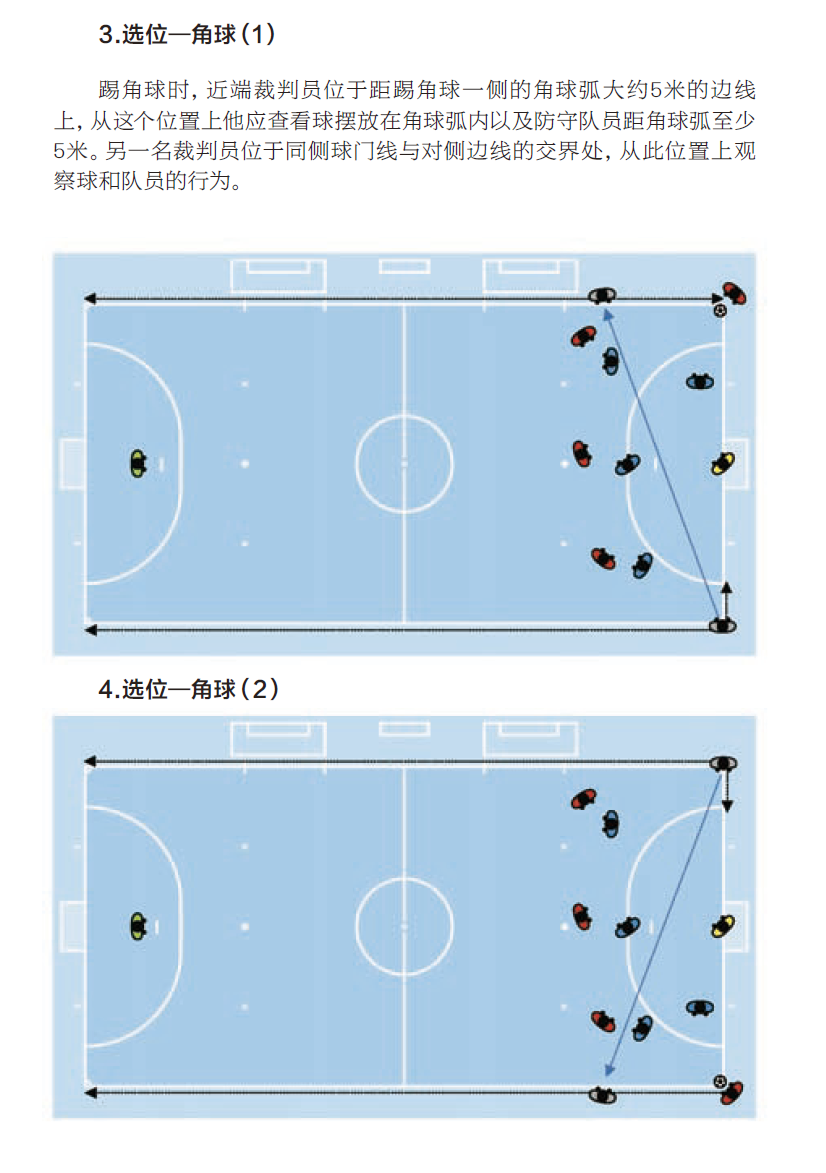 3.选位—角球(1)
踢角球时,近端裁判员位于距踢角球一侧的角球弧大约5米的边线
上,从这个位置上他应查看球摆放在角球弧内以及防守队员距角球弧至少
5米。另一名裁判员位于同侧球门线与对侧边线的交界处,从此位置上观
察球和队员的行为。
4.选位—角球(2)